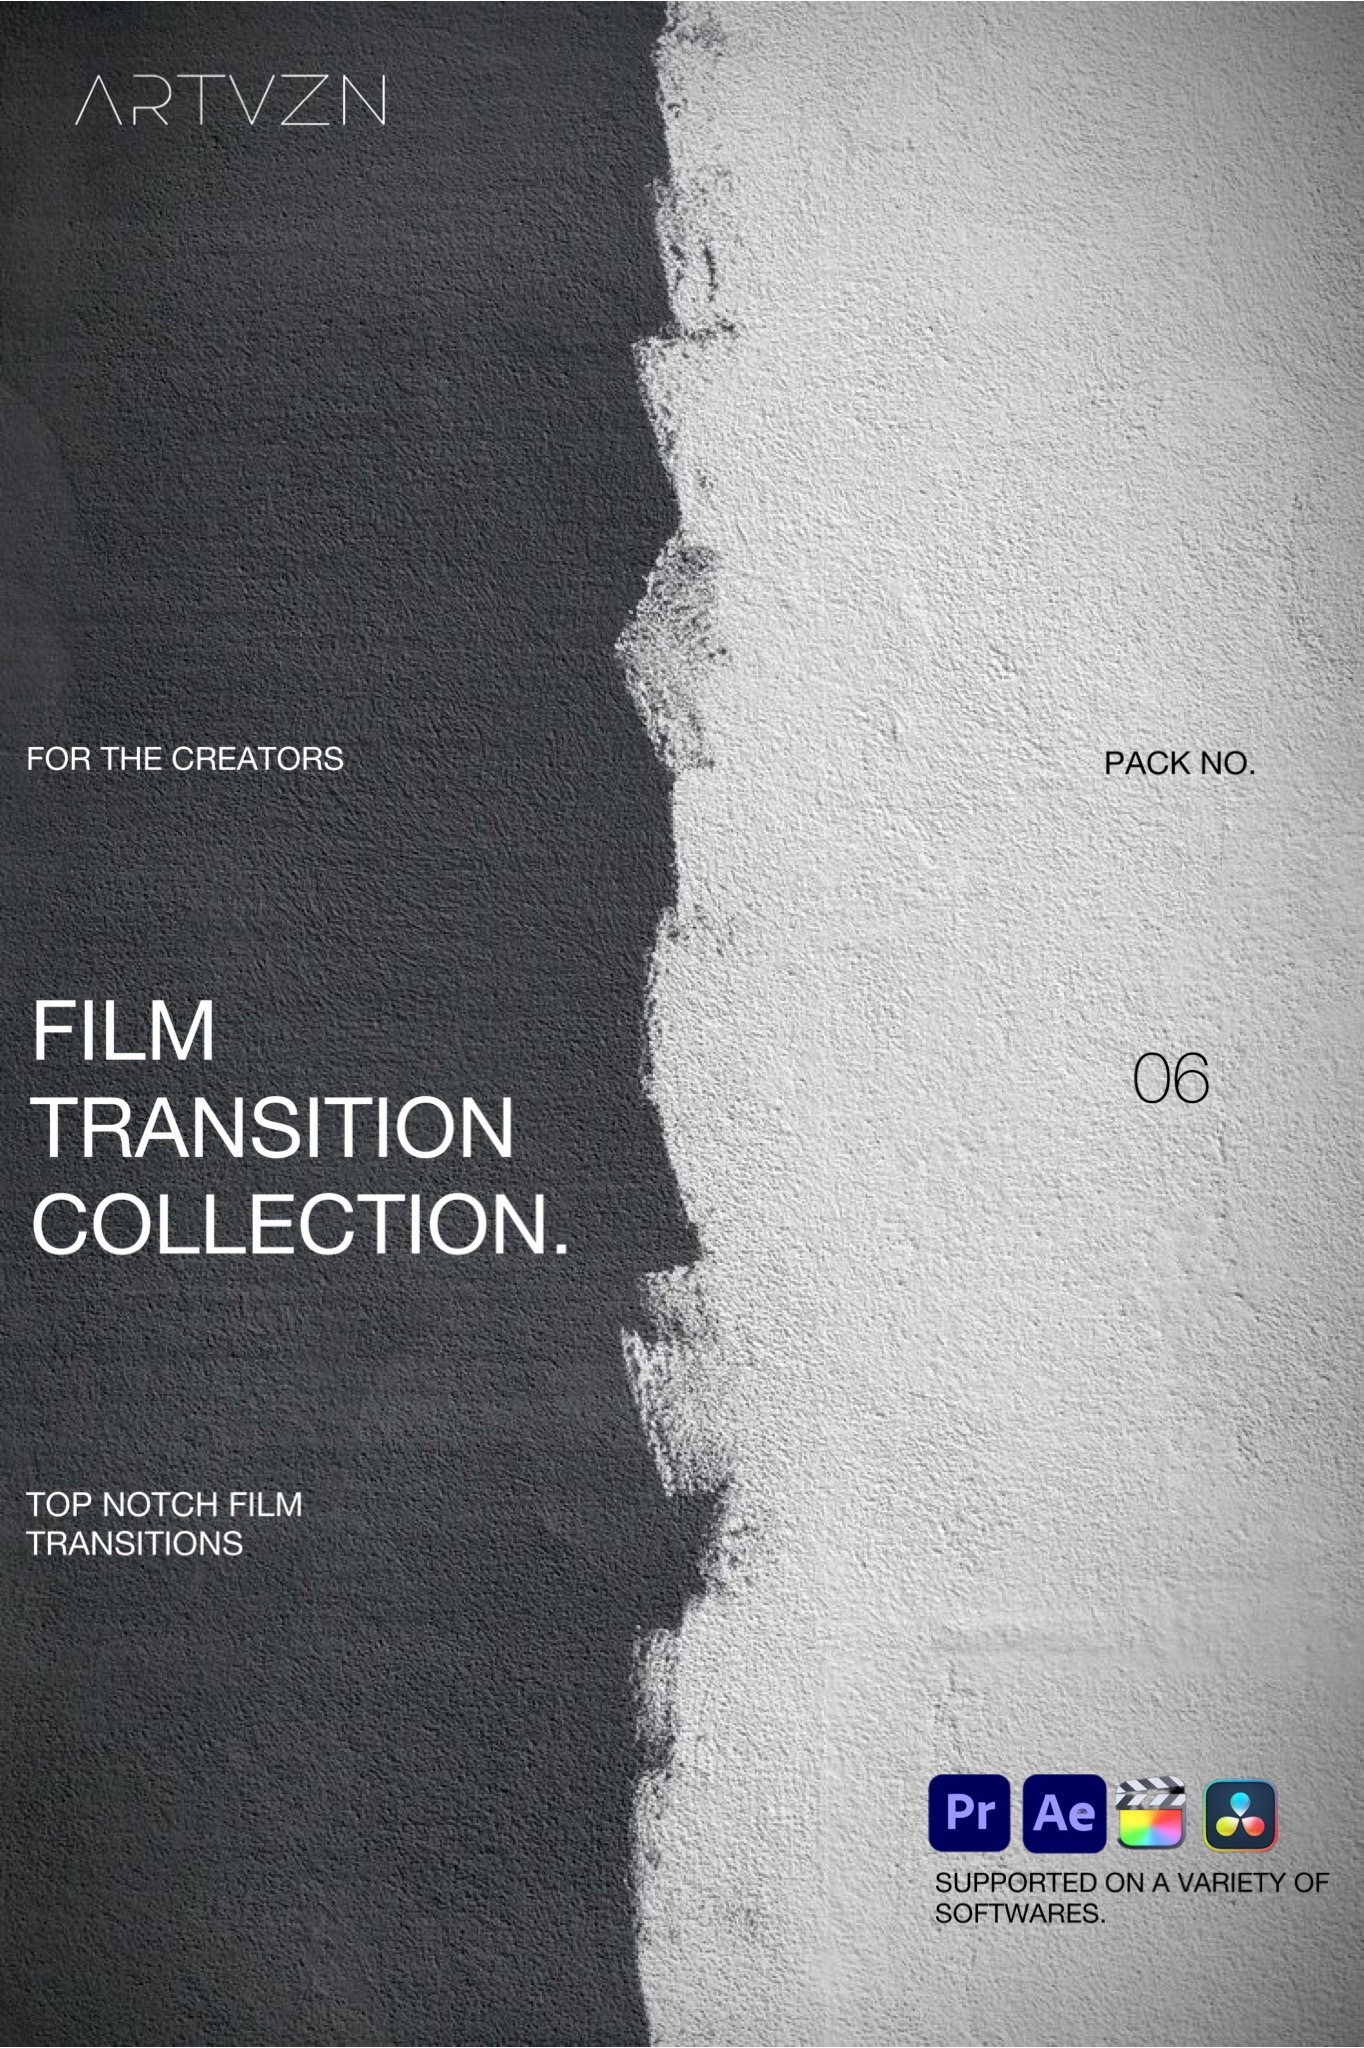 ARTVZN
FOR THE CREATORS
PACK NO.
FILM
TRANSITION
COLLECTION.
06
TOP NOTCH FILM
TRANSITIONS
Pr
Ae
SUPPORTED ON A VARIETY OF
SOFTWARES.